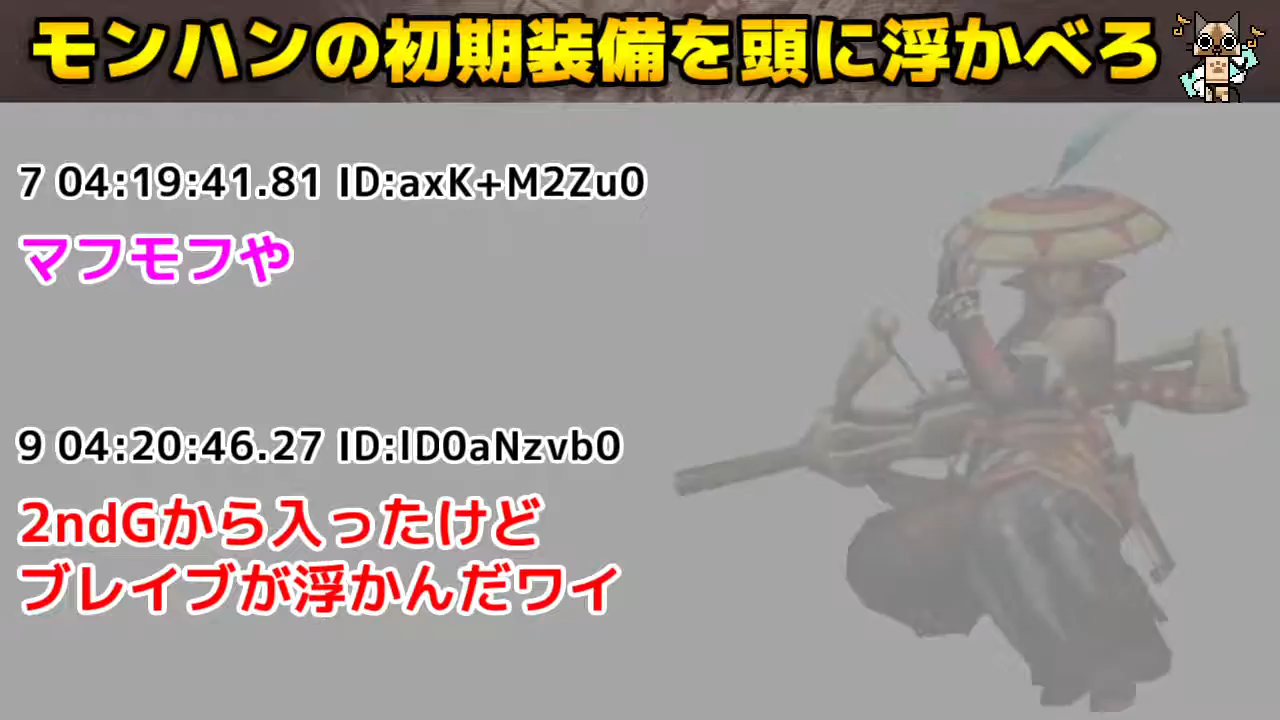 モンハンの初期装備を頭に浮かべろ
7 04:19:41.81 ID:axK+M2Zu0
マフモフや
9 04:20:46.27 ID:lD0aNzvb0
2ndGから入ったけど
ブレイブが浮かんだワイ